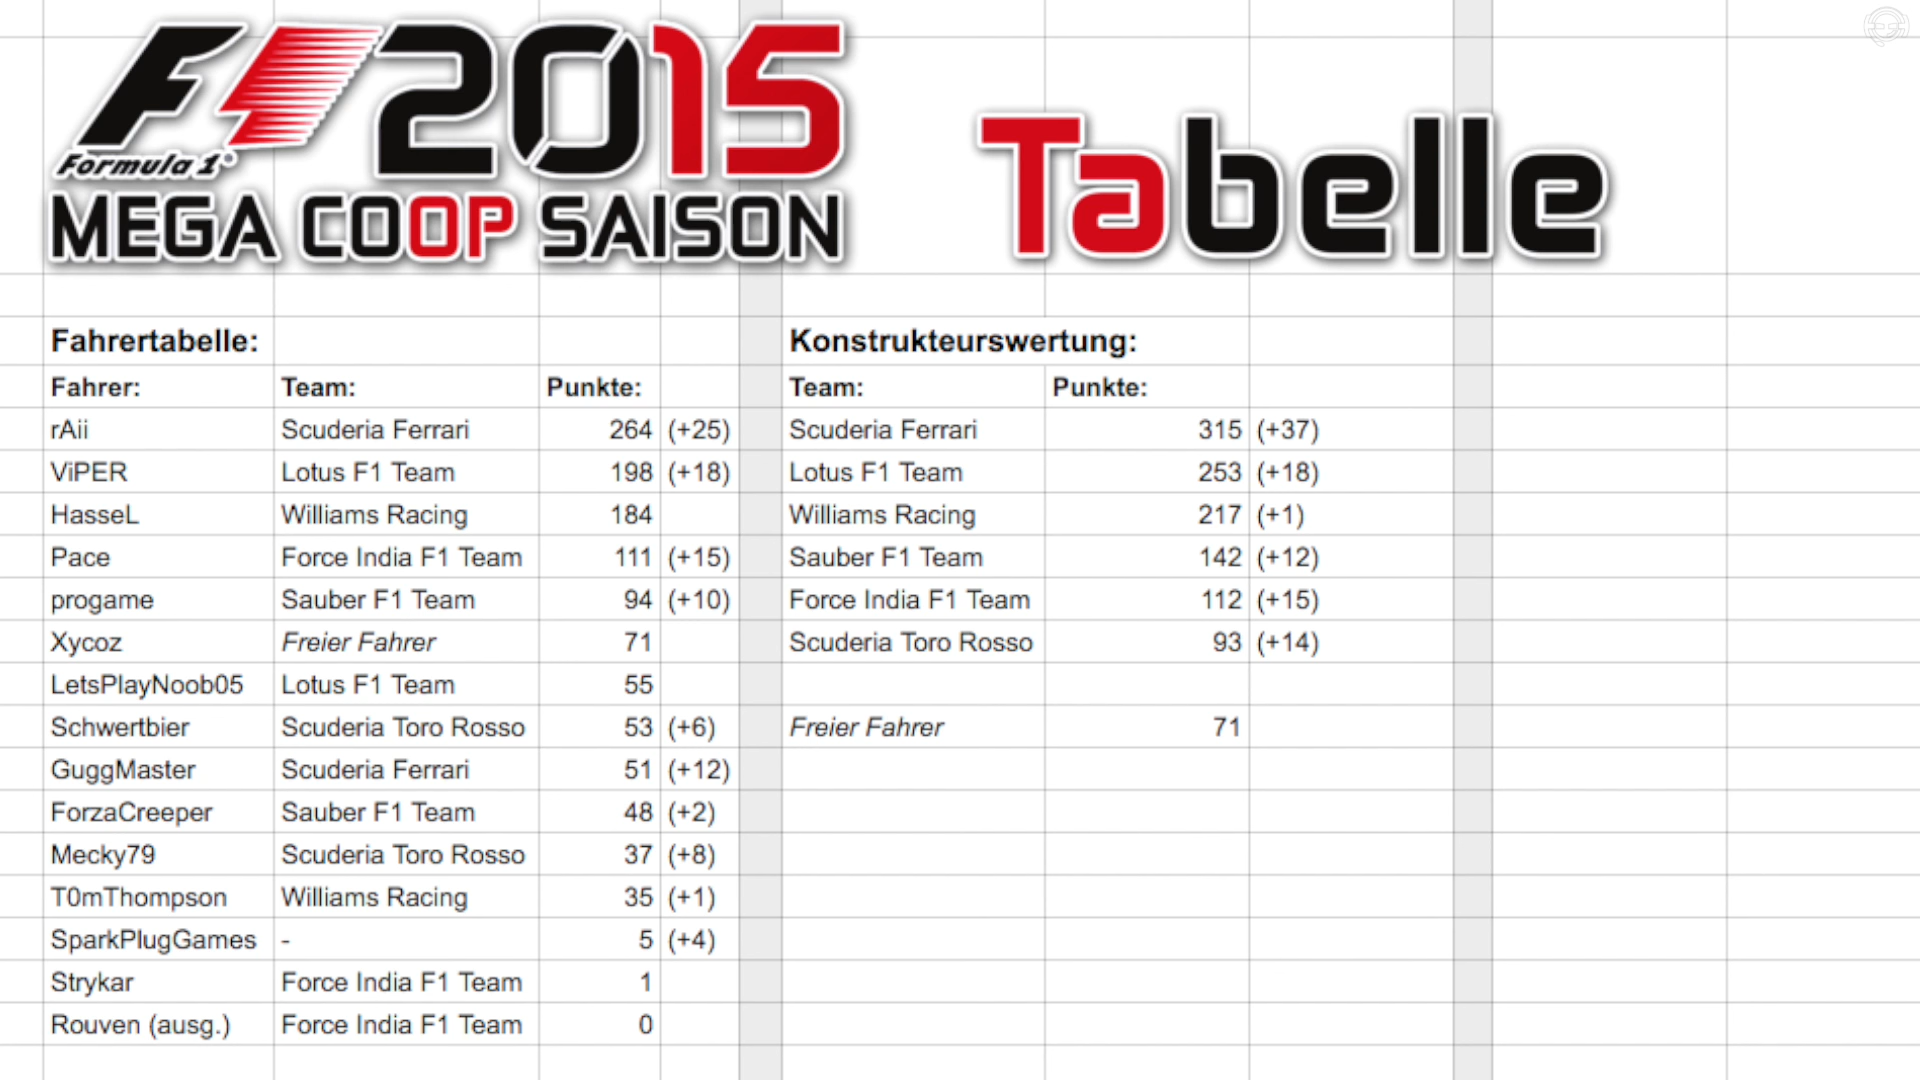 F1 2015
Formula 1®
MEGA COOP SAISON
Tabelle
Fahrertabelle:
Fahrer: Team: Punkte:
rAii Scuderia Ferrari 264 (+25)
ViPER Lotus F1 Team 198 (+18)
HasseL Williams Racing 184
Pace Force India F1 Team 111 (+15)
progame Sauber F1 Team 94 (+10)
Xycoz Freier Fahrer 71
LetsPlayNoob05 Lotus F1 Team 55
Schwertbier Scuderia Toro Rosso 53 (+6)
GuggMaster Scuderia Ferrari 51 (+12)
ForzaCreeper Sauber F1 Team 48 (+2)
Mecky79 Scuderia Toro Rosso 37 (+8)
T0mThompson Williams Racing 35 (+1)
SparkPlugGames - 5 (+4)
Strykar Force India F1 Team 1
Rouven (ausg.) Force India F1 Team 0
Konstrukteurswertung:
Team: Punkte:
Scuderia Ferrari 315 (+37)
Lotus F1 Team 253 (+18)
Williams Racing 217 (+1)
Sauber F1 Team 142 (+12)
Force India F1 Team 112 (+15)
Scuderia Toro Rosso 93 (+14)
Freier Fahrer 71